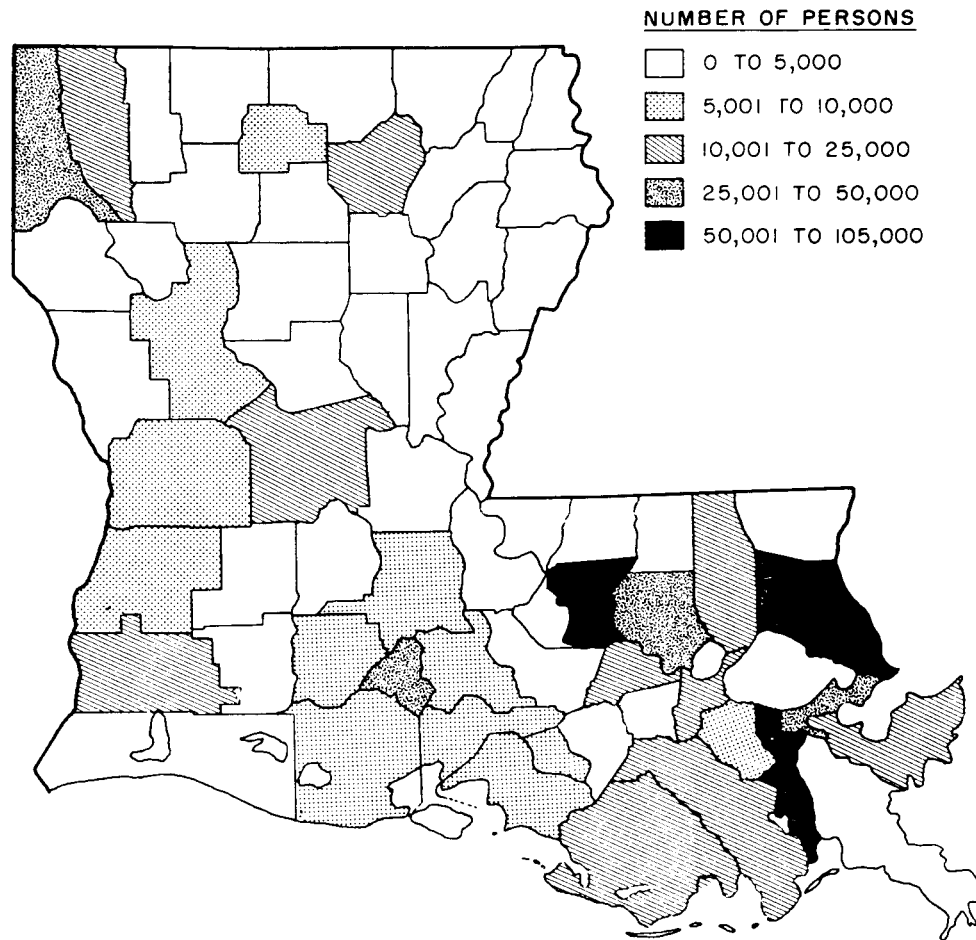 NUMBER OF PERSONS
0 TO 5,000
5,001 TO 10,000
10,001 TO 25,000
25,001 TO 50,000
50,001 TO 105,000